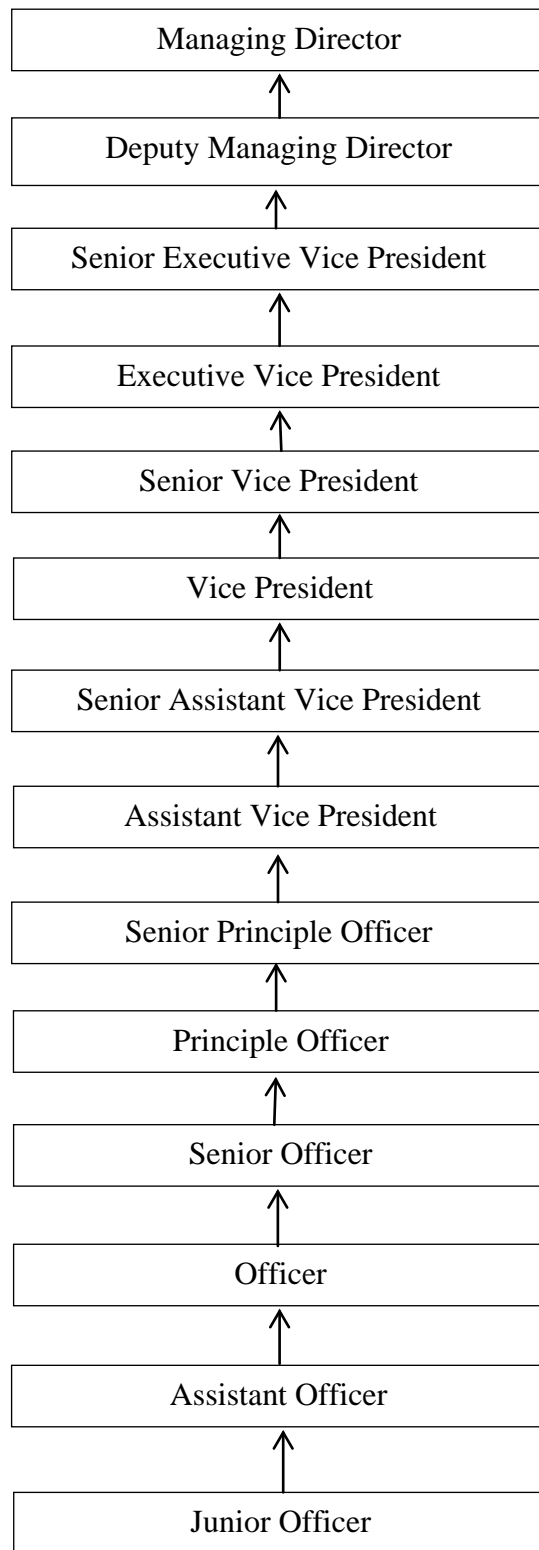 Managing Director
Deputy Managing Director
Senior Executive Vice President
Executive Vice President
Senior Vice President
Vice President
Senior Assistant Vice President
Assistant Vice President
Senior Principle Officer
Principle Officer
Senior Officer
Officer
Assistant Officer
Junior Officer